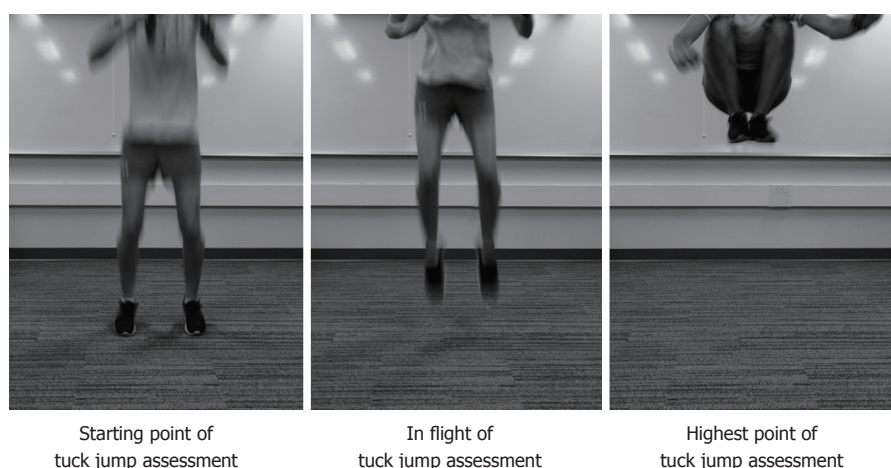 Starting point of
tuck jump assessment
In flight of
tuck jump assessment
Highest point of
tuck jump assessment